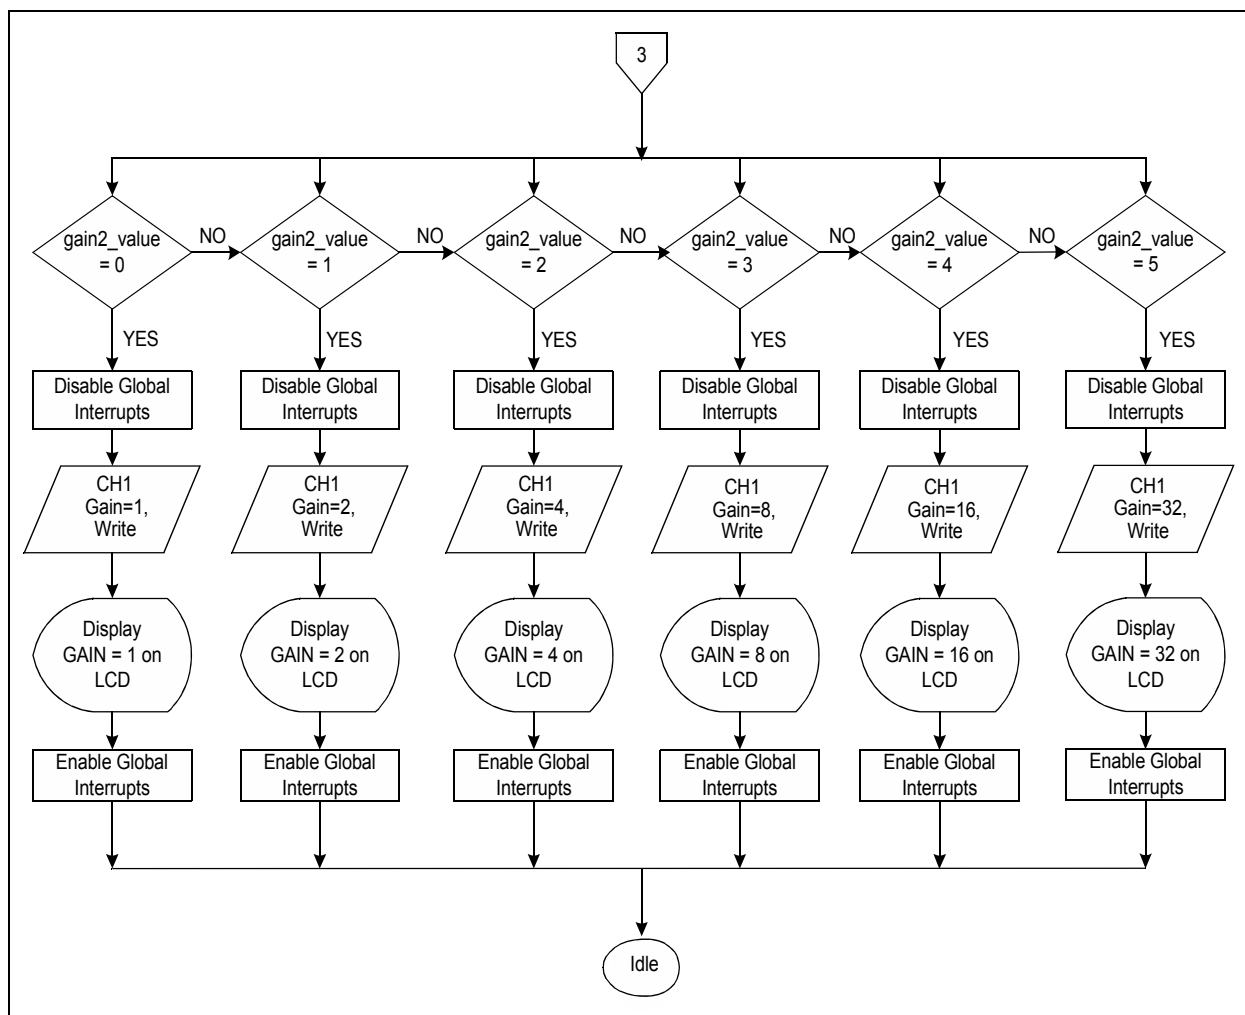 3
gain2_value
= 0
NO
gain2_value
= 1
NO
gain2_value
= 2
NO
gain2_value
= 3
NO
gain2_value
= 4
NO
gain2_value
= 5
YES
YES
YES
YES
YES
YES
Disable Global
Interrupts
Disable Global
Interrupts
Disable Global
Interrupts
Disable Global
Interrupts
Disable Global
Interrupts
Disable Global
Interrupts
CH1
Gain=1,
Write
CH1
Gain=2,
Write
CH1
Gain=4,
Write
CH1
Gain=8,
Write
CH1
Gain=16,
Write
CH1
Gain=32,
Write
Display
GAIN = 1 on
LCD
Display
GAIN = 2 on
LCD
Display
GAIN = 4 on
LCD
Display
GAIN = 8 on
LCD
Display
GAIN = 16 on
LCD
Display
GAIN = 32 on
LCD
Enable Global
Interrupts
Enable Global
Interrupts
Enable Global
Interrupts
Enable Global
Interrupts
Enable Global
Interrupts
Enable Global
Interrupts
Idle